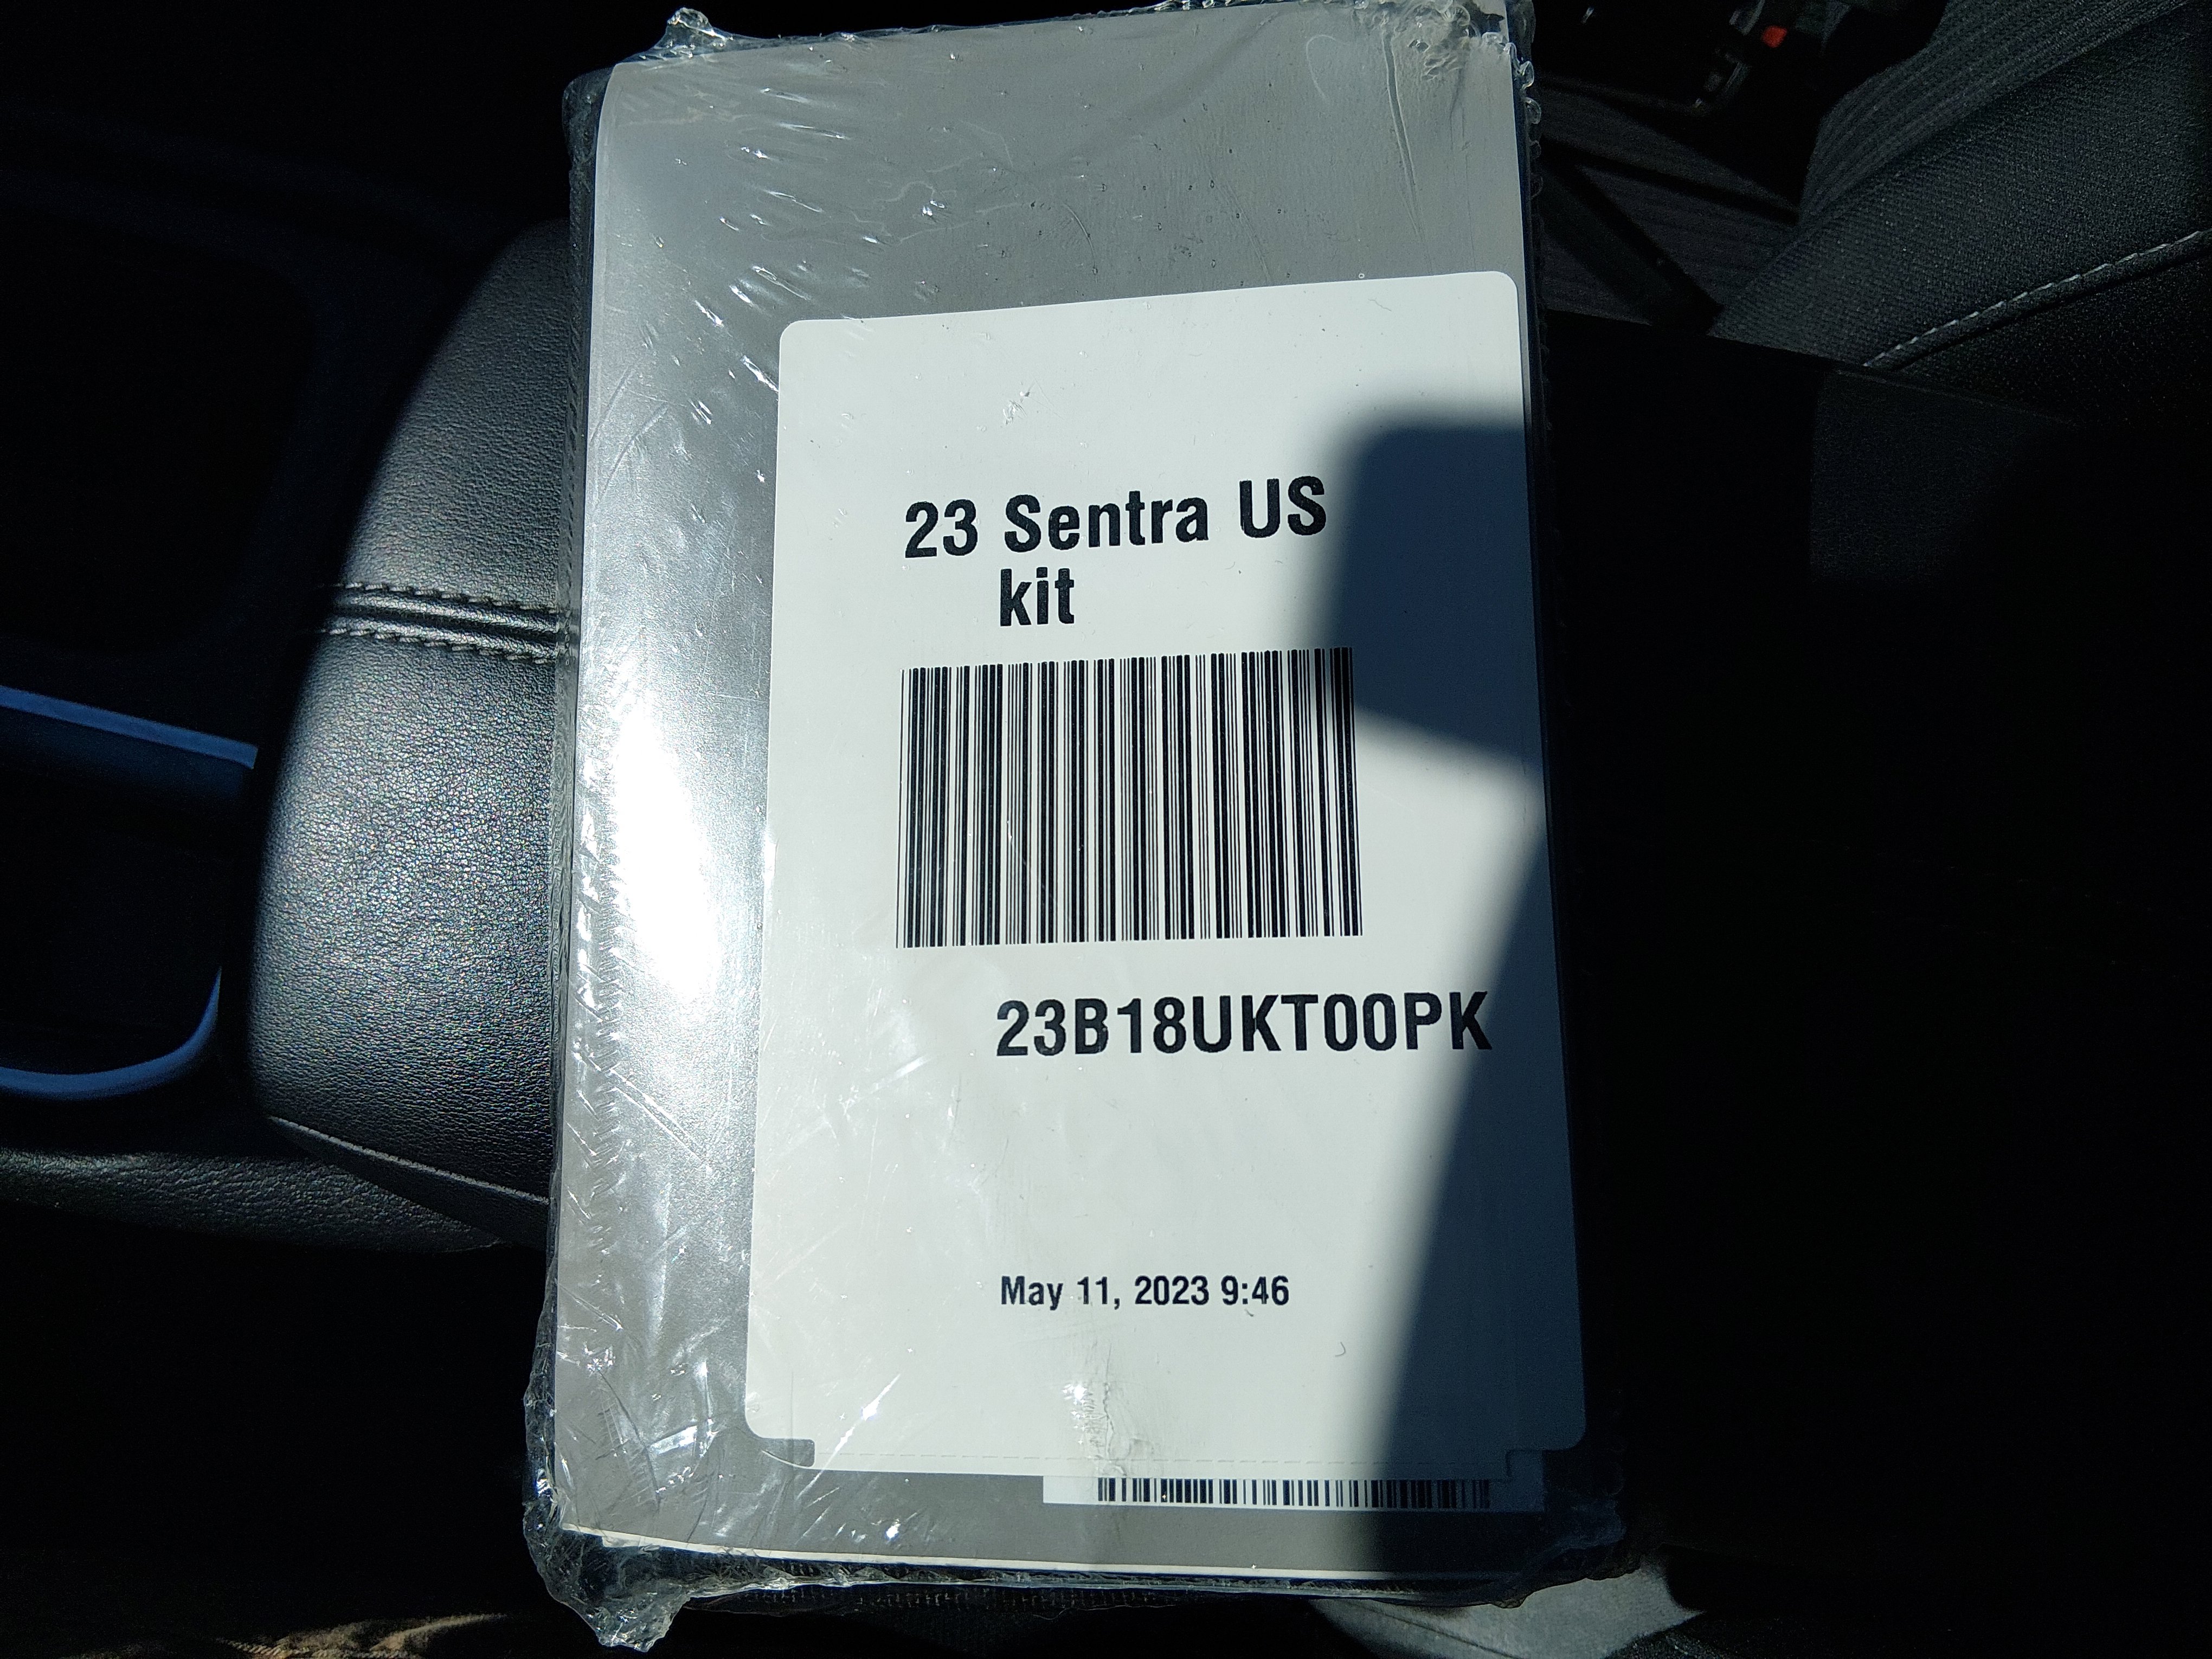 23 Sentra US
kit
23B18UKT00PK
May 11, 2023 9:46